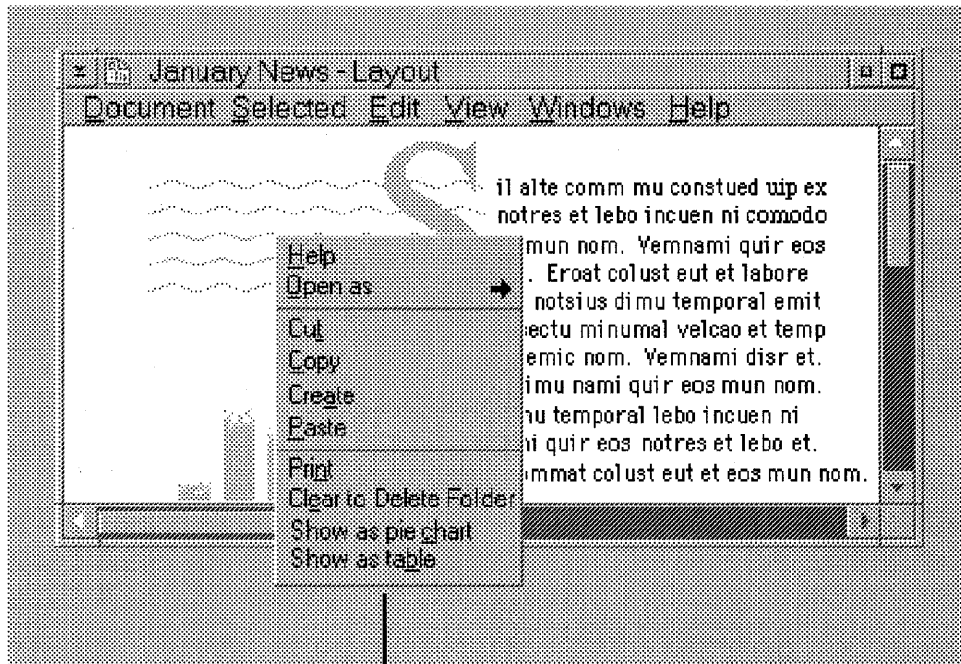 January News - Layout
Document Selected Edit View Windows Help
il alte comm mu constued uip ex
notres et lebo incuen ni comodo
mun nom. Vemnami quir eos
. Eroat colust eut et labore
notsius dimu temporal emit
ectu minumal velcao et temp
emic nom. Vemnami disr et.
imu nami quir eos mun nom.
nu temporal lebo incuen ni
ni quir eos notres et lebo et.
mmat colust eut et eos mun nom.
S
Help
Open as
Cut
Copy
Create
Paste
Print
Clear to Delete Folder
Show as pie chart
Show as table